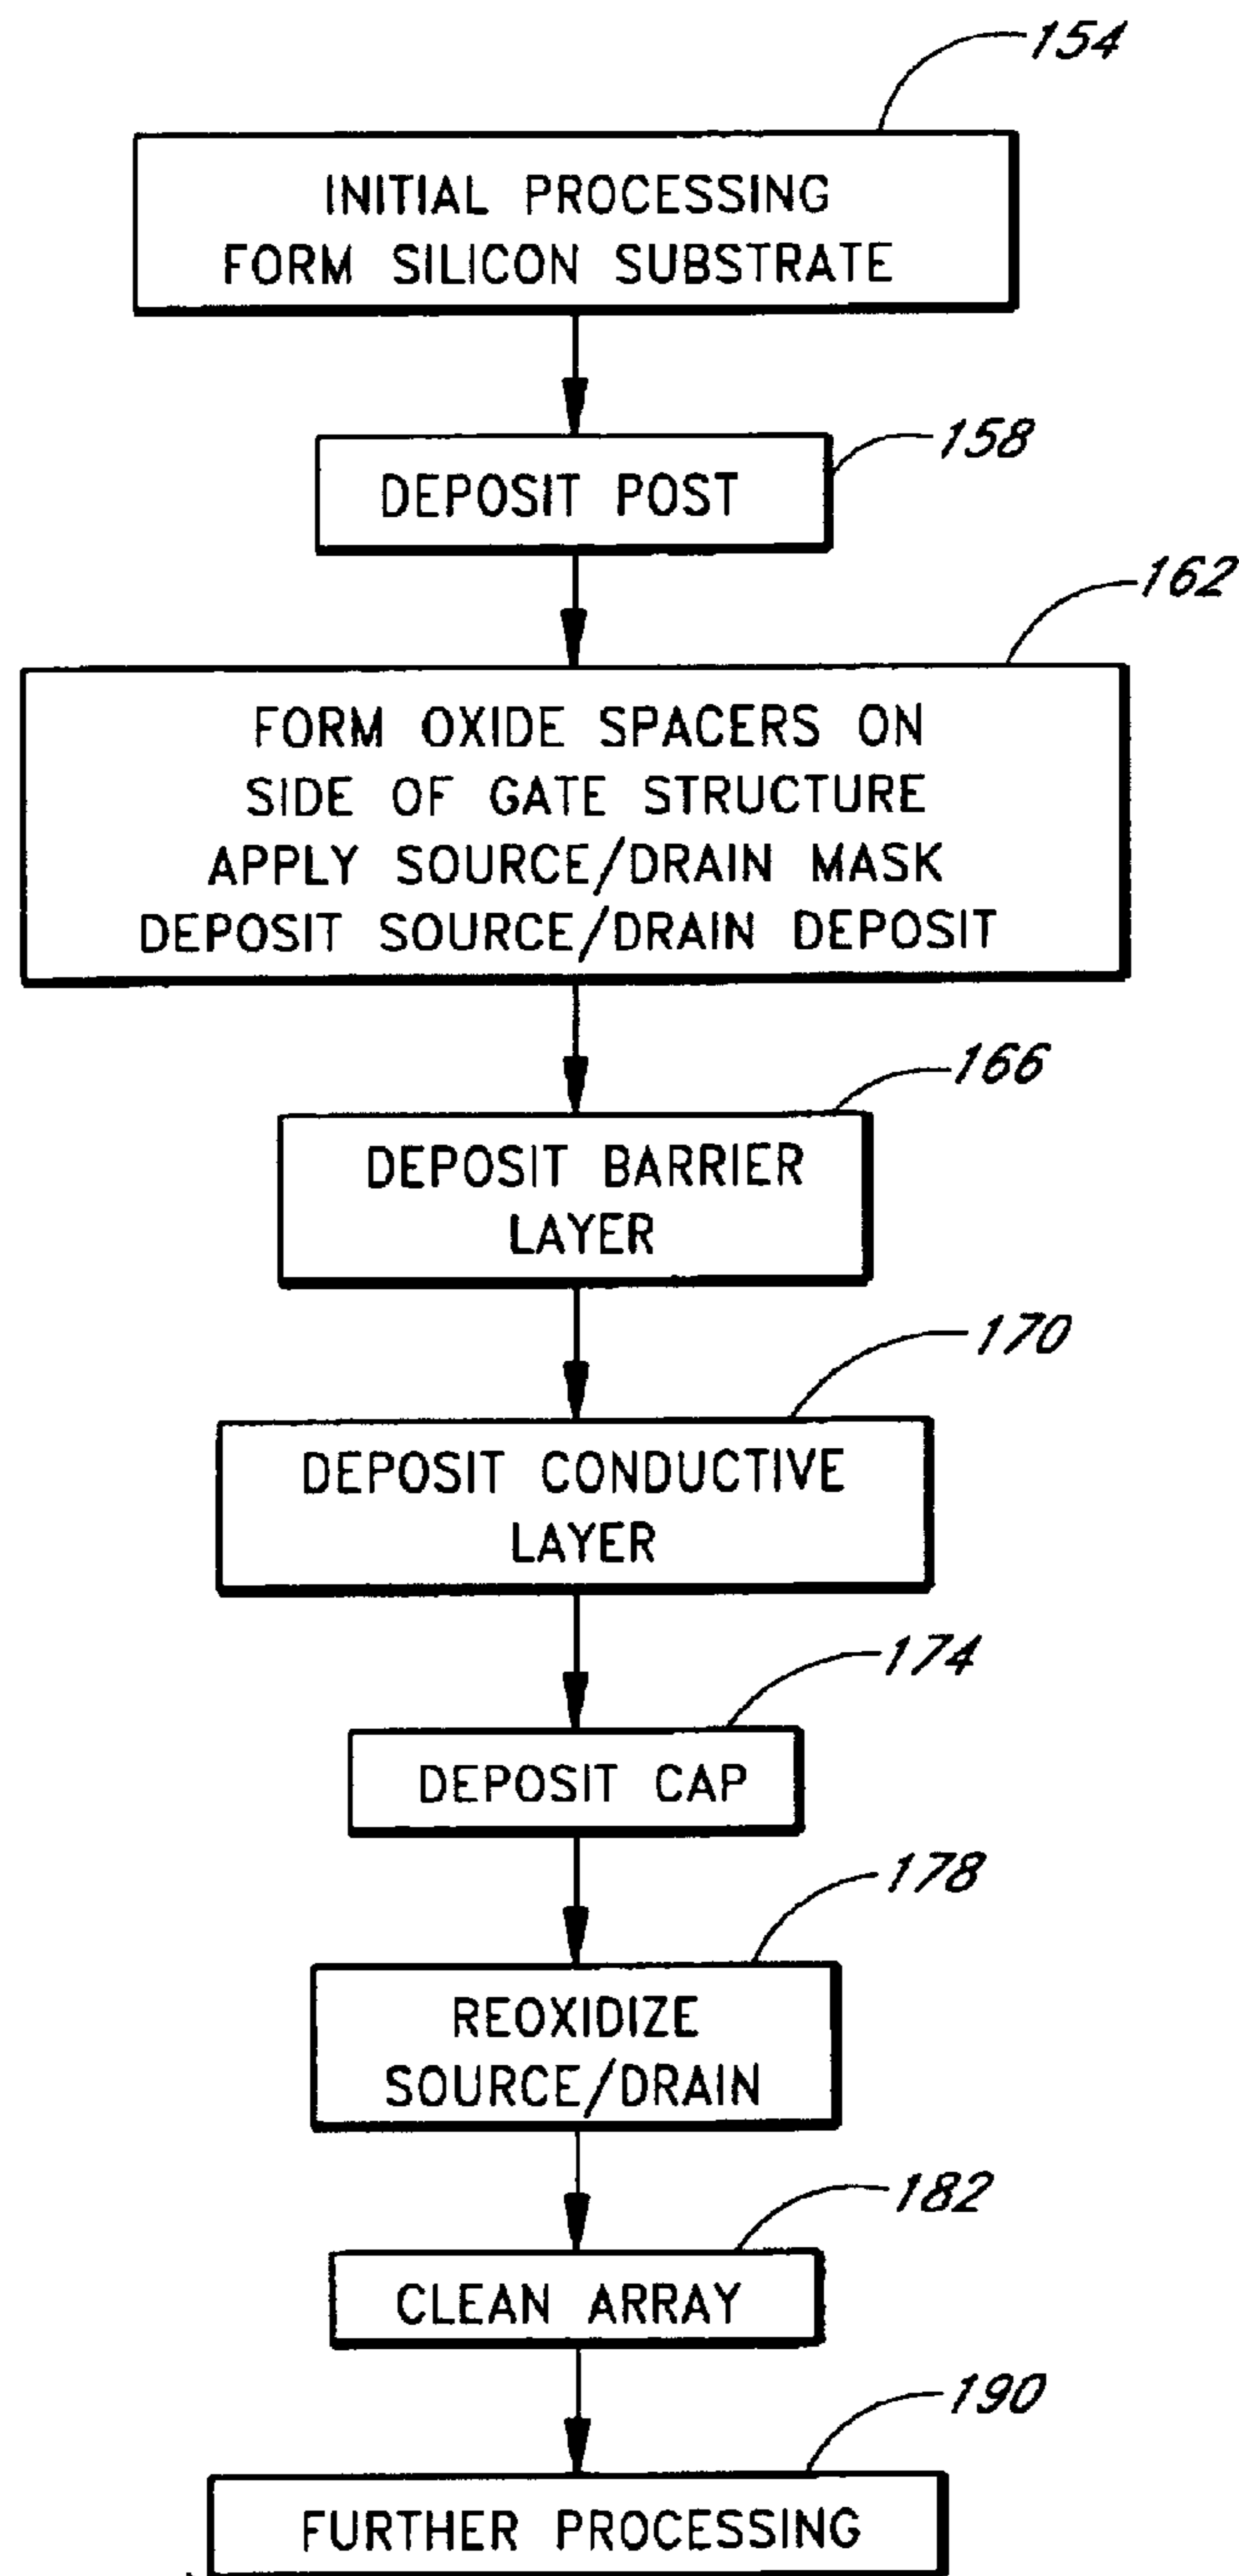 154
INITIAL PROCESSING
FORM SILICON SUBSTRATE
158
DEPOSIT POST
162
FORM OXIDE SPACERS ON
SIDE OF GATE STRUCTURE
APPLY SOURCE/DRAIN MASK
DEPOSIT SOURCE/DRAIN DEPOSIT
166
DEPOSIT BARRIER
LAYER
170
DEPOSIT CONDUCTIVE
LAYER
174
DEPOSIT CAP
178
REOXIDIZE
SOURCE/DRAIN
182
CLEAN ARRAY
190
FURTHER PROCESSING